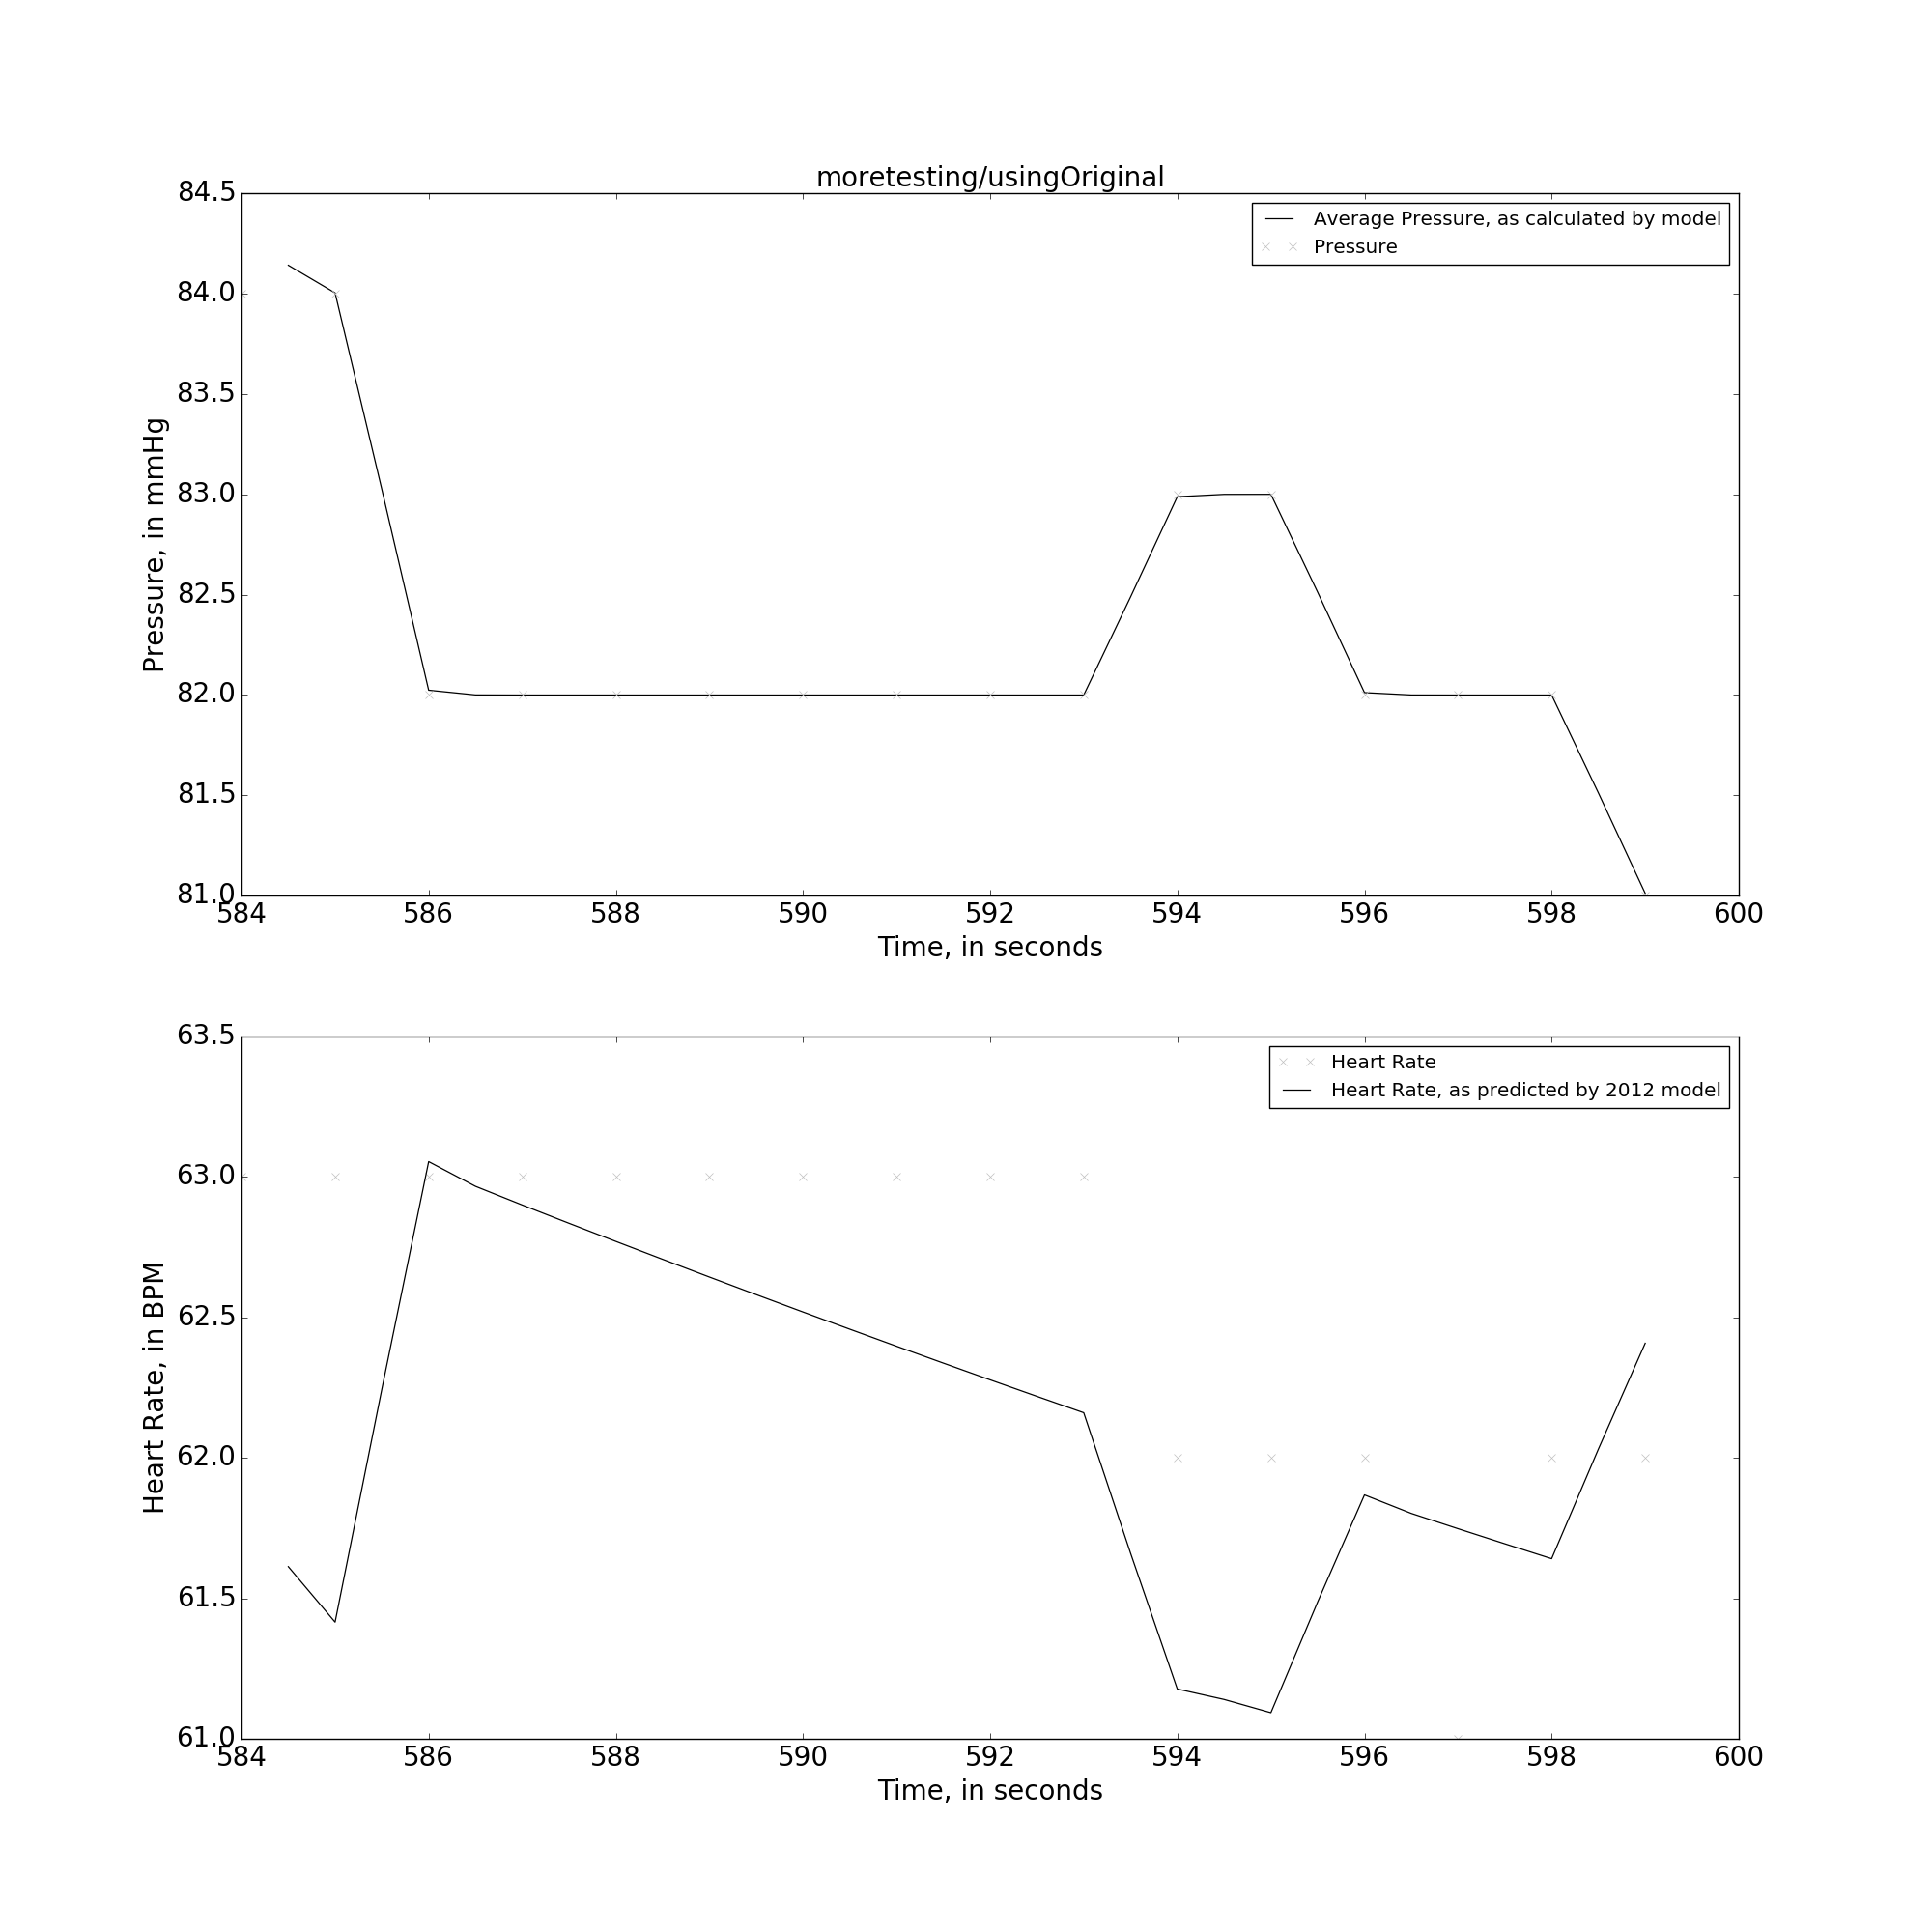 moretesting/usingOriginal
84.5
84.0
83.5
83.0
82.5
82.0
81.5
81.0
Pressure, in mmHg
Average Pressure, as calculated by model
Pressure
584 586 588 590 592 594 596 598 600
Time, in seconds
63.5
63.0
62.5
62.0
61.5
61.0
Heart Rate, in BPM
Heart Rate
Heart Rate, as predicted by 2012 model
584 586 588 590 592 594 596 598 600
Time, in seconds